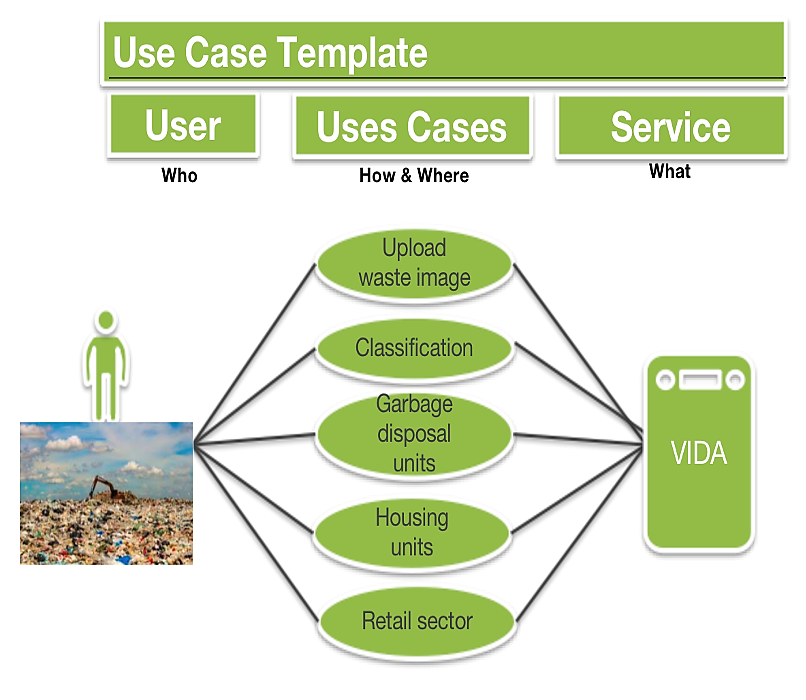 Use Case Template
User
Uses Cases
Service
Who
How & Where
What
Upload
waste image
Classification
Garbage
disposal
units
Housing
units
Retail sector
VIDA